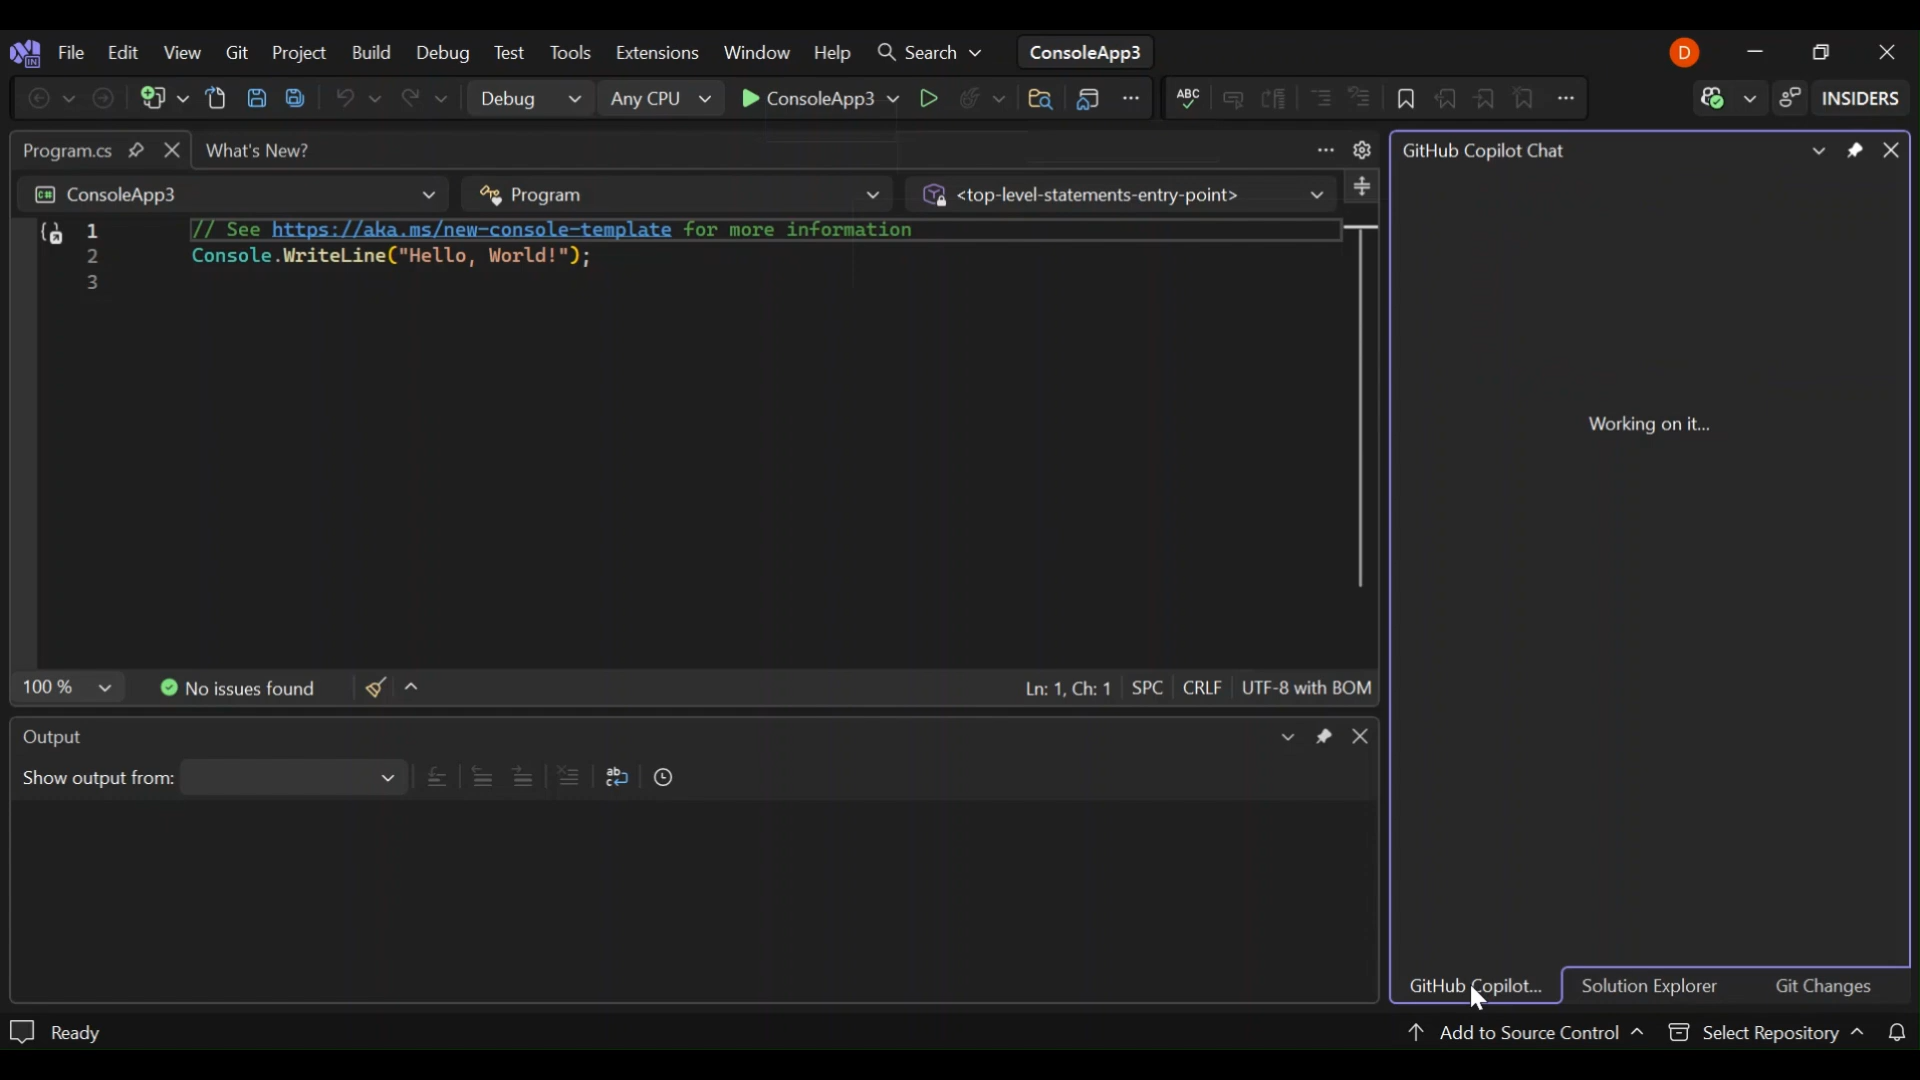 File Edit View Git Project Build Debug Test Tools Extensions Window Help Search ConsoleApp3 D
Debug Any CPU ConsoleApp3 ABC INSIDERS
Program.cs What's New? GitHub Copilot Chat
C# ConsoleApp3 Program <top-level-statements-entry-point>
1 // See https://aka.ms/new-console-template for more information
2 Console.WriteLine("Hello, World!");
3
Working on it...
100 % No issues found Ln: 1, Ch: 1 SPC CRLF UTF-8 with BOM
Output
Show output from:
GitHub Copilot... Solution Explorer Git Changes
Ready Add to Source Control Select Repository